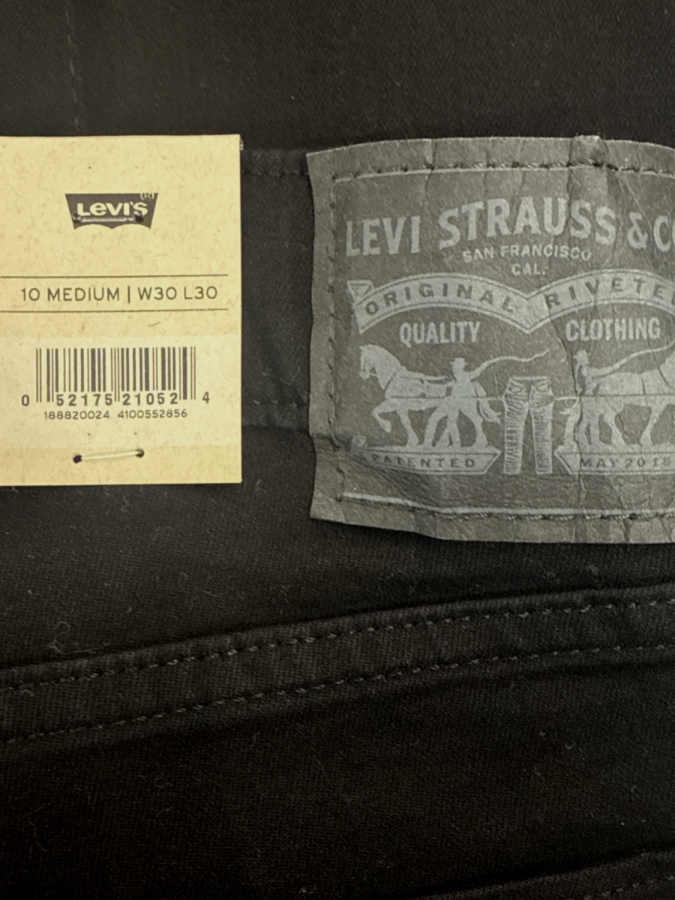 Levi's
10 MEDIUM | W30 L30
0 52175 21052 4
188820024 4100552856
LEVI STRAUSS & CO
SAN FRANCISCO
CAL.
ORIGINAL RIVETE
QUALITY CLOTHING
PATENTED MAY 20 18